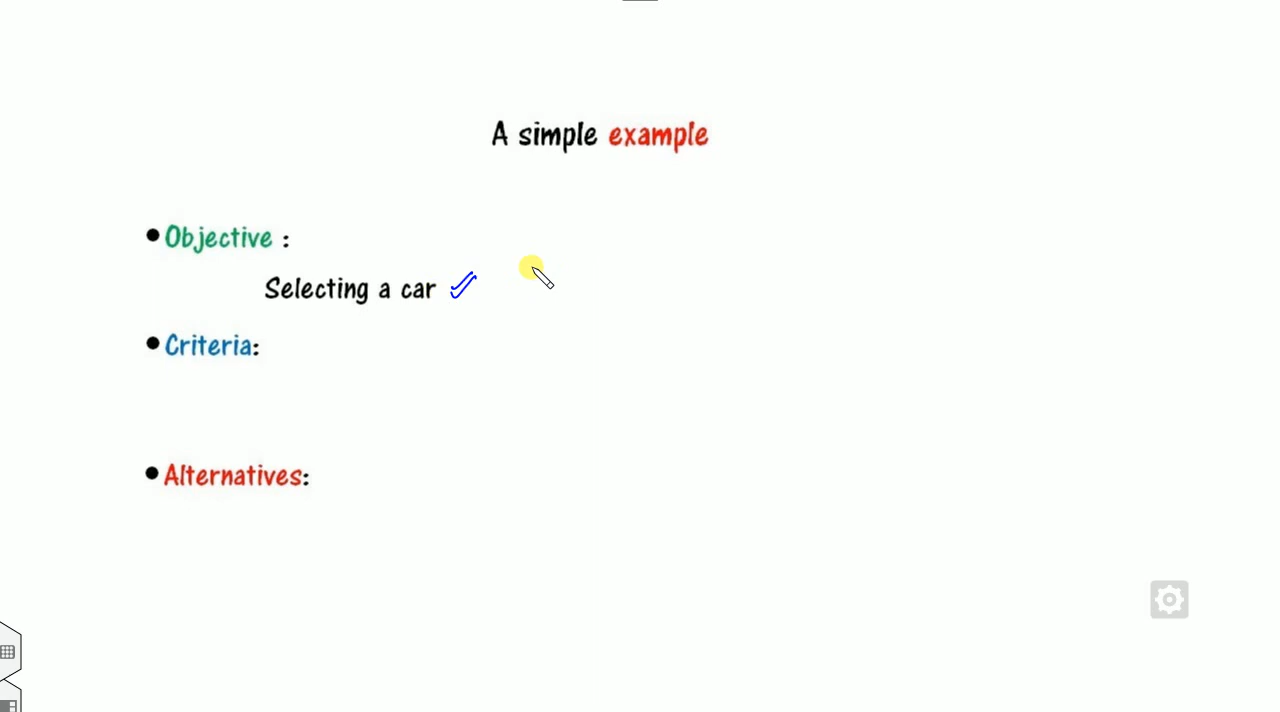 A simple example
•Objective :
Selecting a car
•Criteria:
•Alternatives: